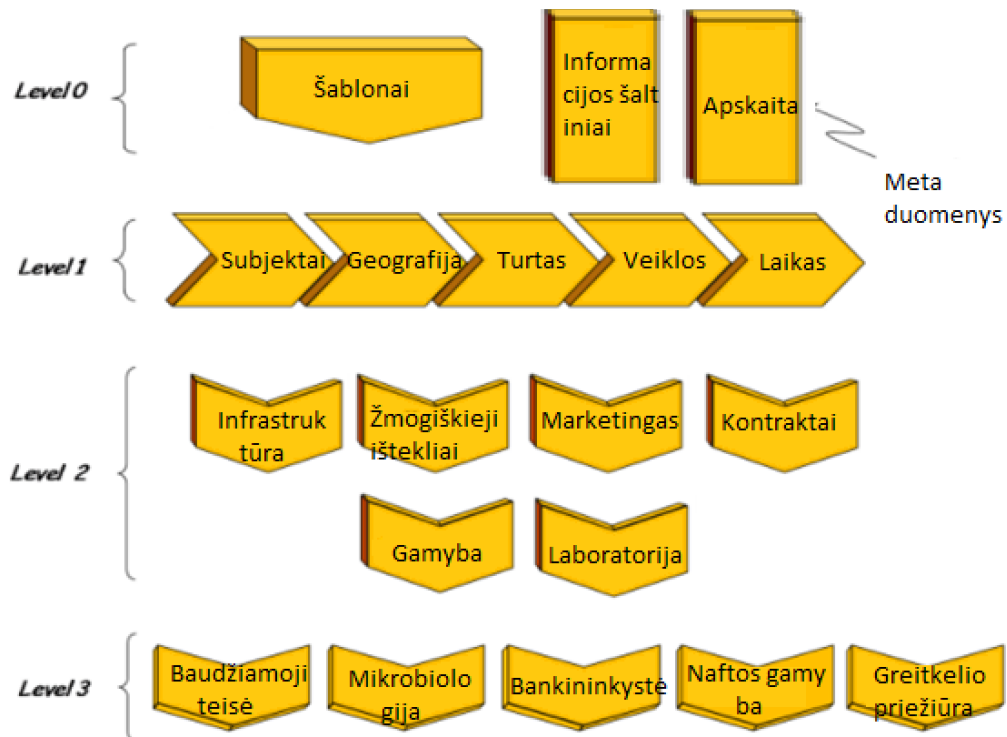 Level 0
Šablonai
Informa
cijos šalt
iniai
Apskaita
Meta
duomenys
Level 1
Subjektai
Geografija
Turtas
Veiklos
Laikas
Level 2
Infrastruk
tūra
Žmogiškieji
ištekliai
Marketingas
Kontraktai
Gamyba
Laboratorija
Level 3
Baudžiamoji
teisė
Mikrobiolo
gija
Bankininkystė
Naftos gamy
ba
Greitkelio
priežiūra